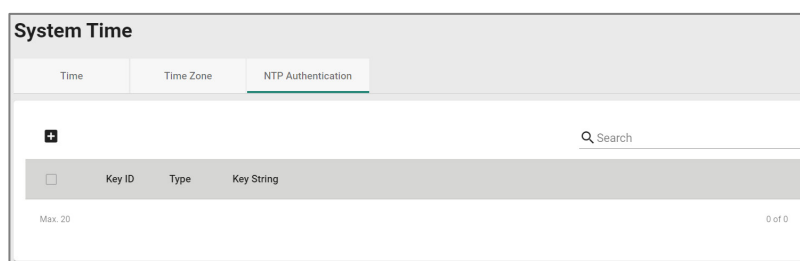 System Time
Time Time Zone NTP Authentication
Search
Key ID Type Key String
Max. 20 0 of 0